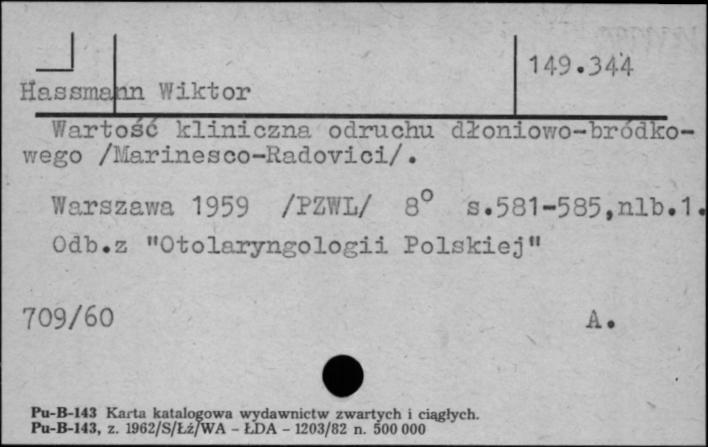 149.344
Hassmann Wiktor
Wartość kliniczna odruchu dłoniowo-bródko-
wego /Marinesco-Radovici/.
Warszawa 1959 /PZWL/ 8° s.581-585,nlb.1.
Odb.z "Otolaryngologii Polskiej"
709/60 A.
Pu-B-143 Karta katalogowa wydawnictw zwartych i ciągłych.
Pu-B-143, z. 1962/S/Łź/WA - ŁDA - 1203/82 n. 500 000